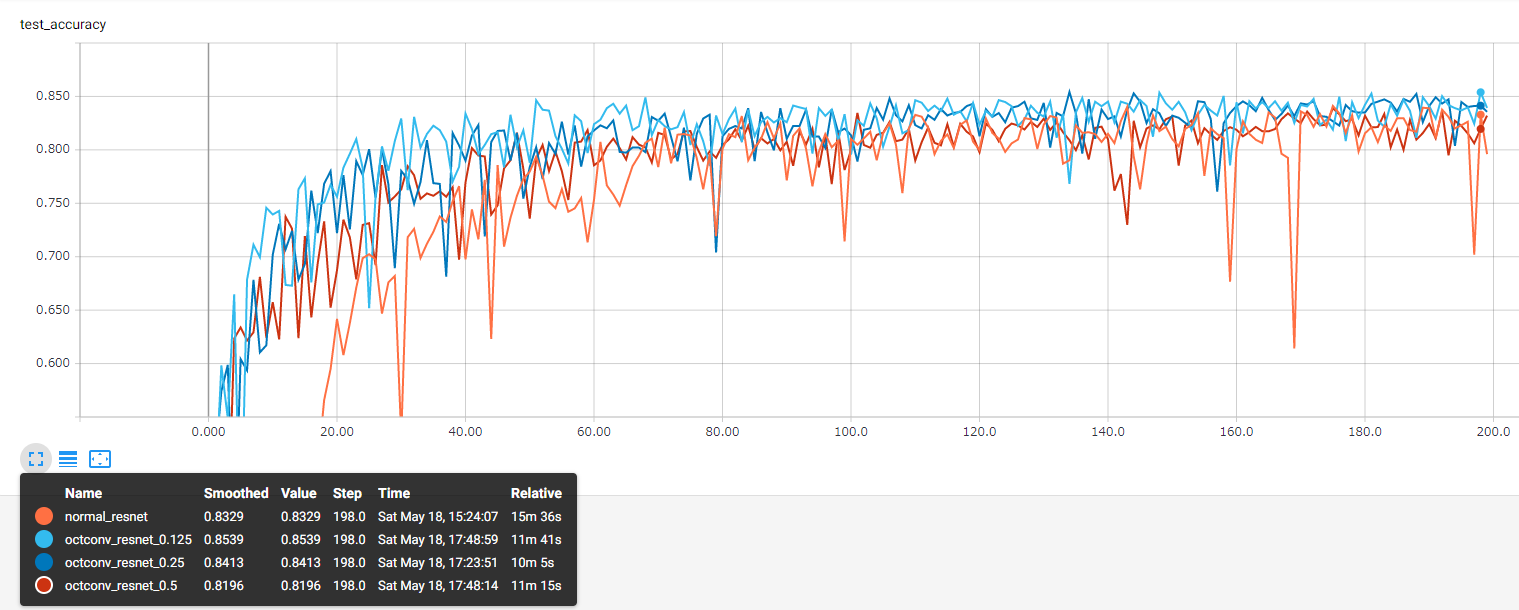 test_accuracy
0.850
0.800
0.750
0.700
0.650
0.600
0.000 20.00 40.00 60.00 80.00 100.0 120.0 140.0 160.0 180.0 200.0
Name Smoothed Value Step Time Relative
normal_resnet 0.8329 0.8329 198.0 Sat May 18, 15:24:07 15m 36s
octconv_resnet_0.125 0.8539 0.8539 198.0 Sat May 18, 17:48:59 11m 41s
octconv_resnet_0.25 0.8413 0.8413 198.0 Sat May 18, 17:23:51 10m 5s
octconv_resnet_0.5 0.8196 0.8196 198.0 Sat May 18, 17:48:14 11m 15s